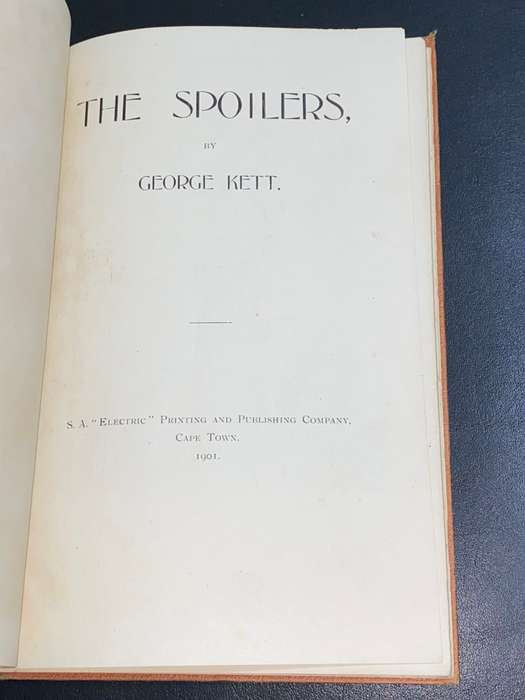 THE SPOILERS,
BY
GEORGE KETT.
S. A. "Electric" Printing and Publishing Company,
Cape Town.
1901.